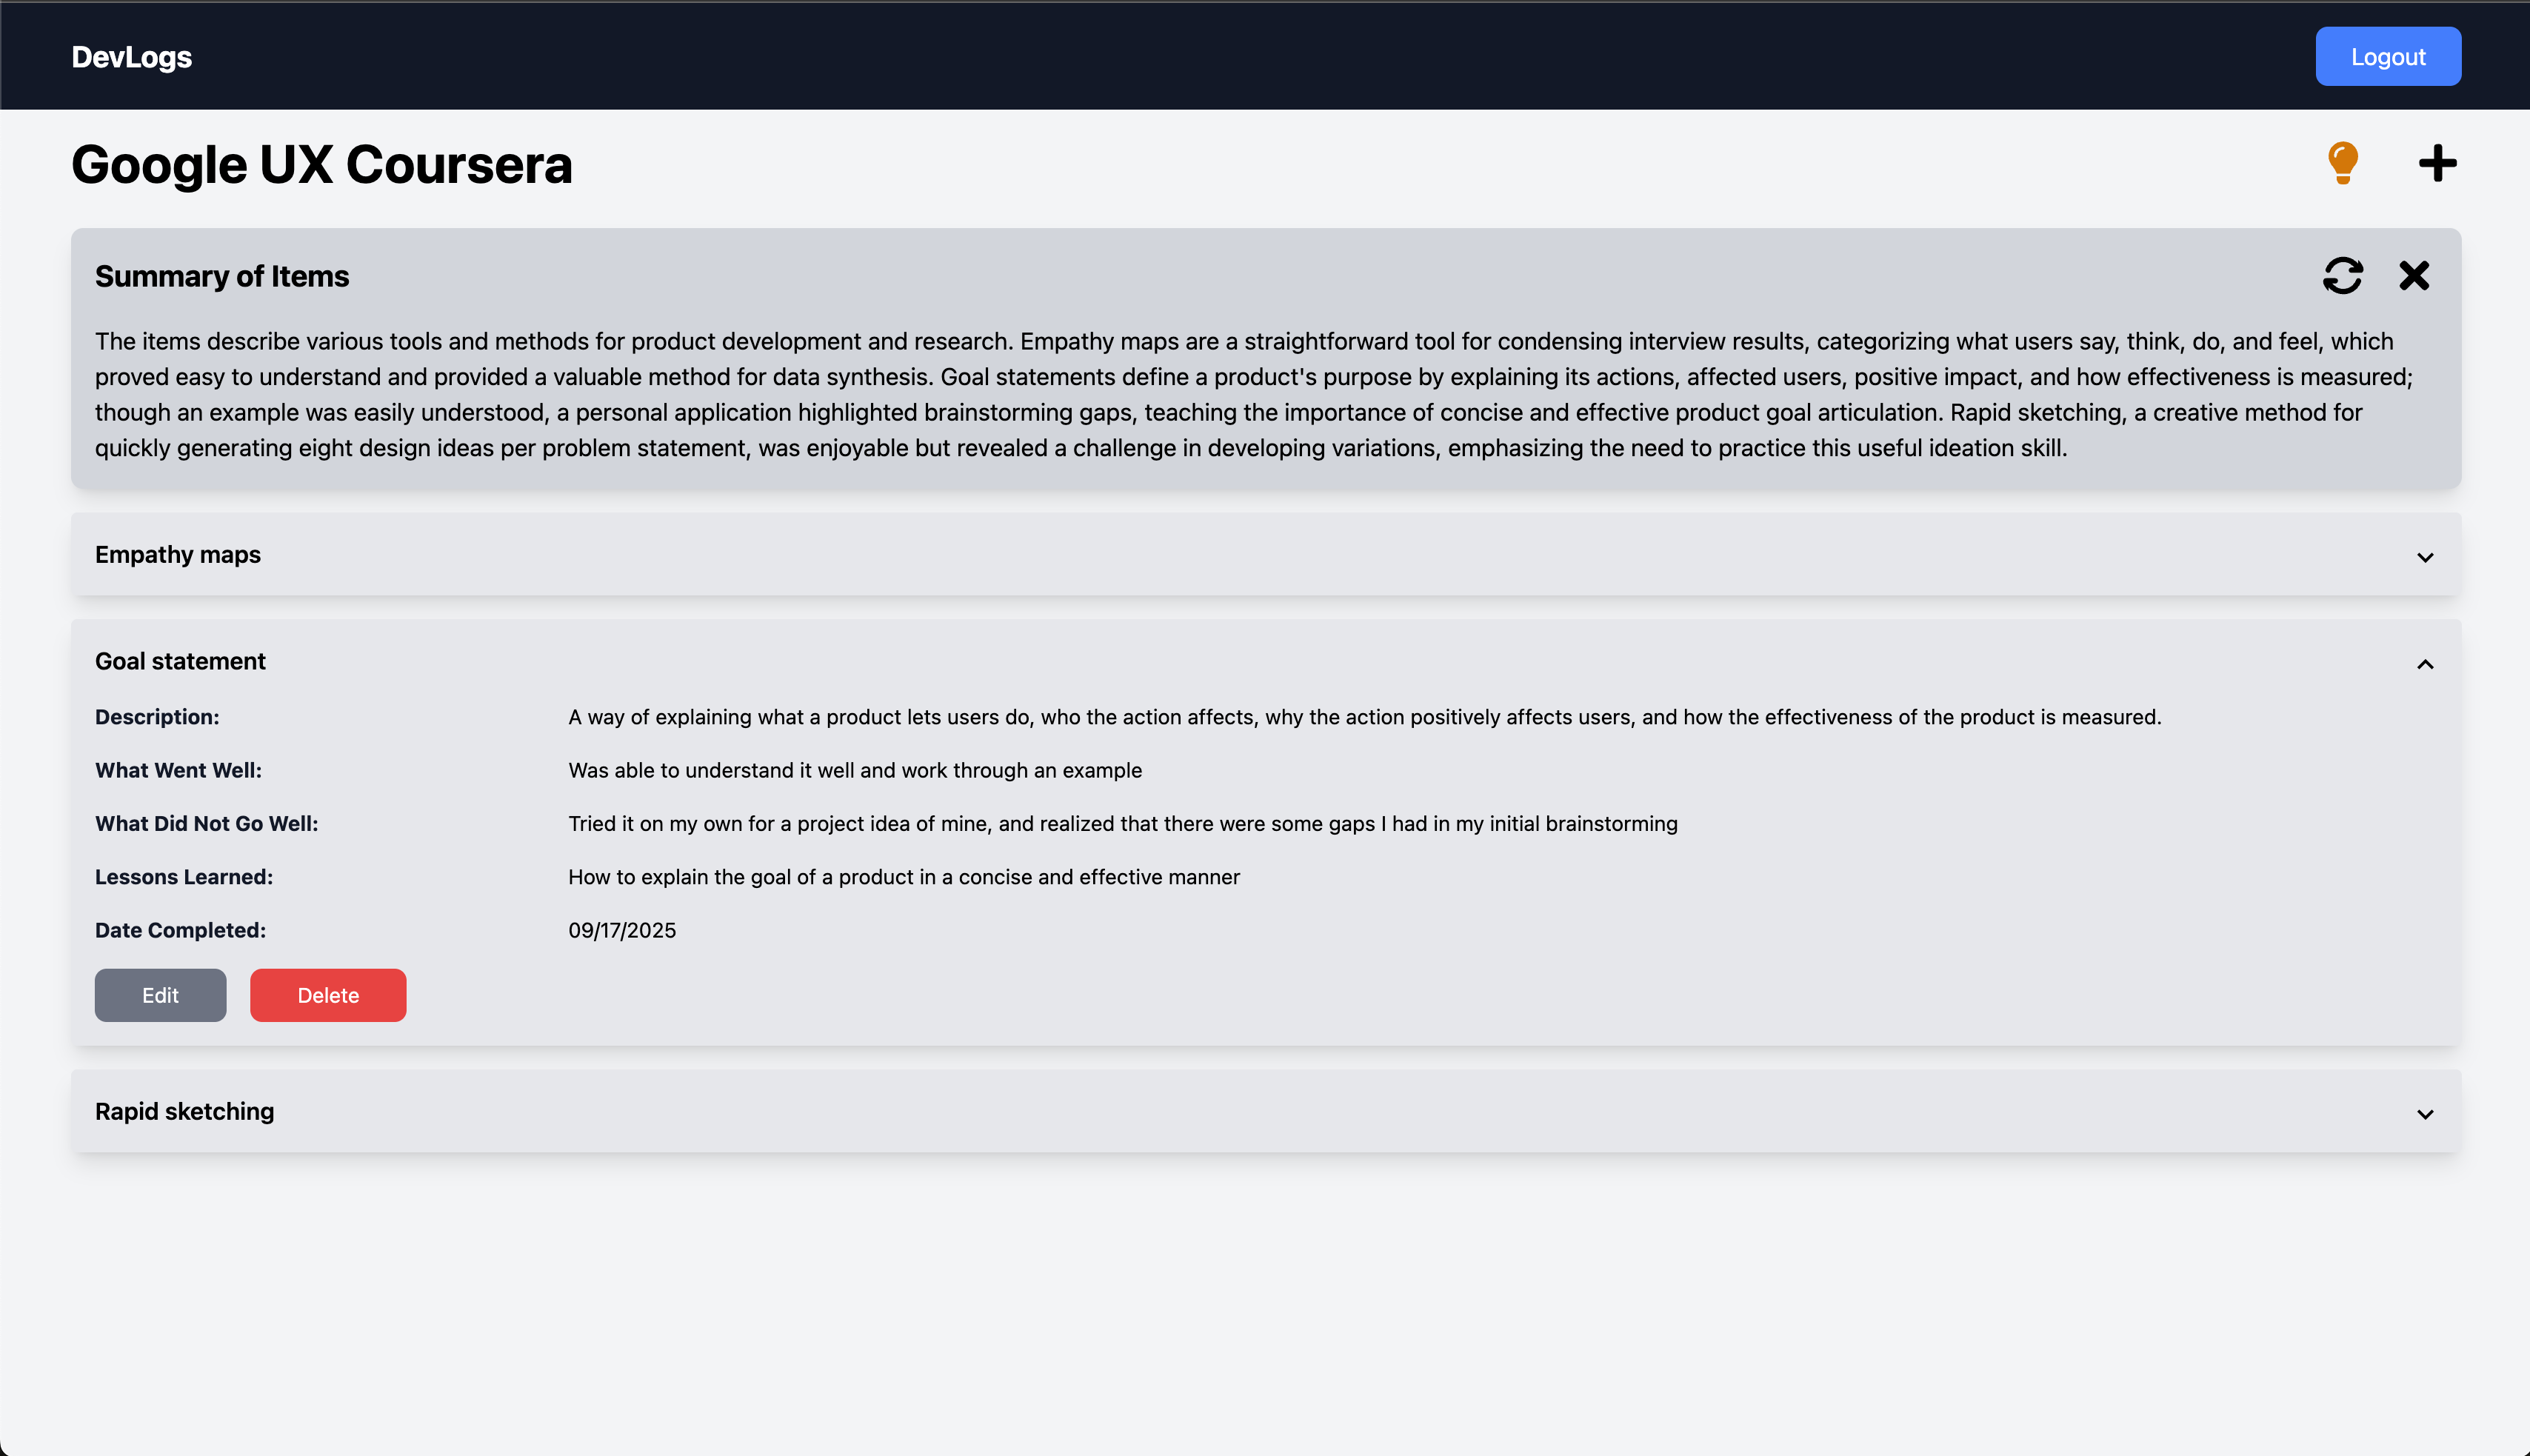 DevLogs
Logout
Google UX Coursera
Summary of Items
The items describe various tools and methods for product development and research. Empathy maps are a straightforward tool for condensing interview results, categorizing what users say, think, do, and feel, which
proved easy to understand and provided a valuable method for data synthesis. Goal statements define a product's purpose by explaining its actions, affected users, positive impact, and how effectiveness is measured;
though an example was easily understood, a personal application highlighted brainstorming gaps, teaching the importance of concise and effective product goal articulation. Rapid sketching, a creative method for
quickly generating eight design ideas per problem statement, was enjoyable but revealed a challenge in developing variations, emphasizing the need to practice this useful ideation skill.
Empathy maps
Goal statement
Description: A way of explaining what a product lets users do, who the action affects, why the action positively affects users, and how the effectiveness of the product is measured.
What Went Well: Was able to understand it well and work through an example
What Did Not Go Well: Tried it on my own for a project idea of mine, and realized that there were some gaps I had in my initial brainstorming
Lessons Learned: How to explain the goal of a product in a concise and effective manner
Date Completed: 09/17/2025
Edit Delete
Rapid sketching